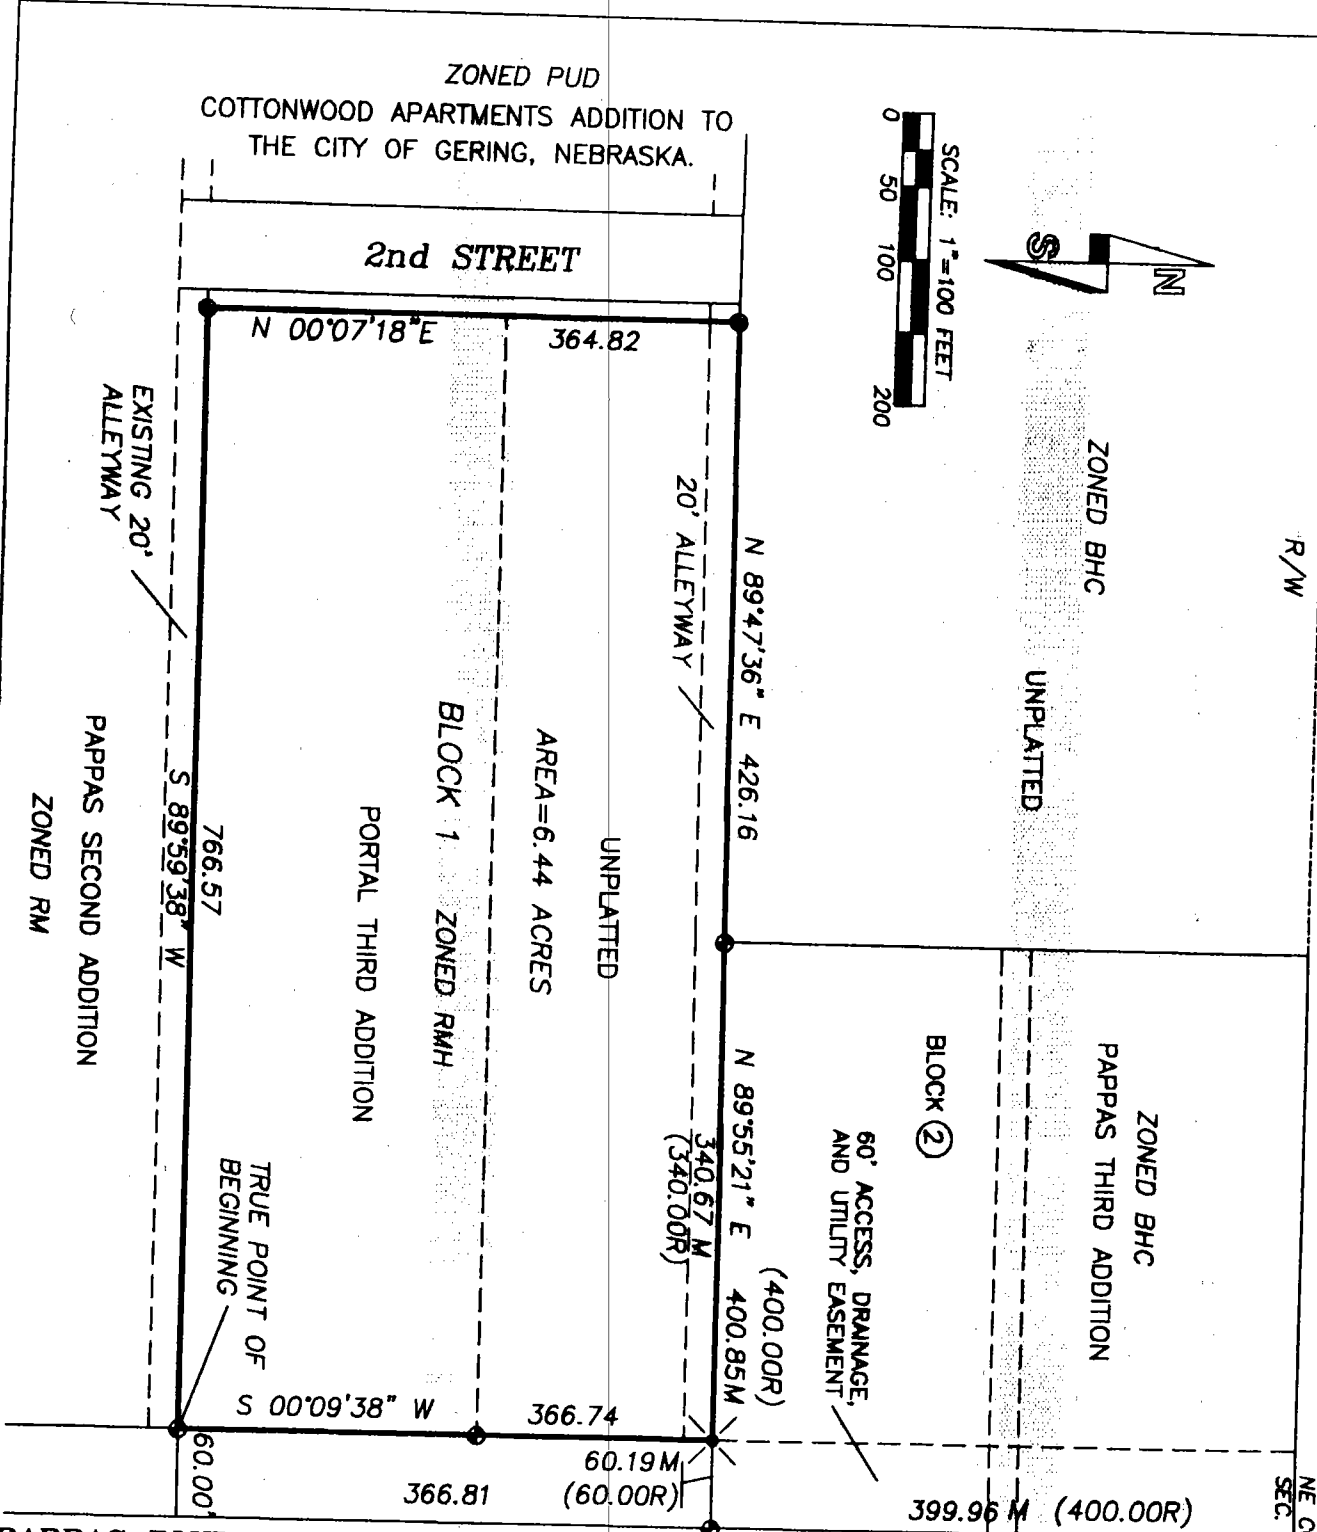 ZONED PUD
COTTONWOOD APARTMENTS ADDITION TO
THE CITY OF GERING, NEBRASKA.
2nd STREET
N 00°07'18"E 364.82
SCALE: 1"=100 FEET
0 50 100 200
S N
ZONED BHC
R/W
UNPLATTED
EXISTING 20'
ALLEYWAY
20' ALLEYWAY
N 89°47'36" E 426.16
BLOCK 1 ZONED RMH
AREA=6.44 ACRES
UNPLATTED
PORTAL THIRD ADDITION
766.57
S 89°59'38" W
PAPPAS SECOND ADDITION
ZONED RM
N 89°55'21" E 400.85M
(400.00R)
340.67 M
(340.00R)
BLOCK 2
60' ACCESS, DRAINAGE,
AND UTILITY EASEMENT
ZONED BHC
PAPPAS THIRD ADDITION
TRUE POINT OF
BEGINNING
S 00°09'38" W 366.74
60.00'
60.19M
(60.00R)
366.81
399.96 M (400.00R)
NE
SEC.